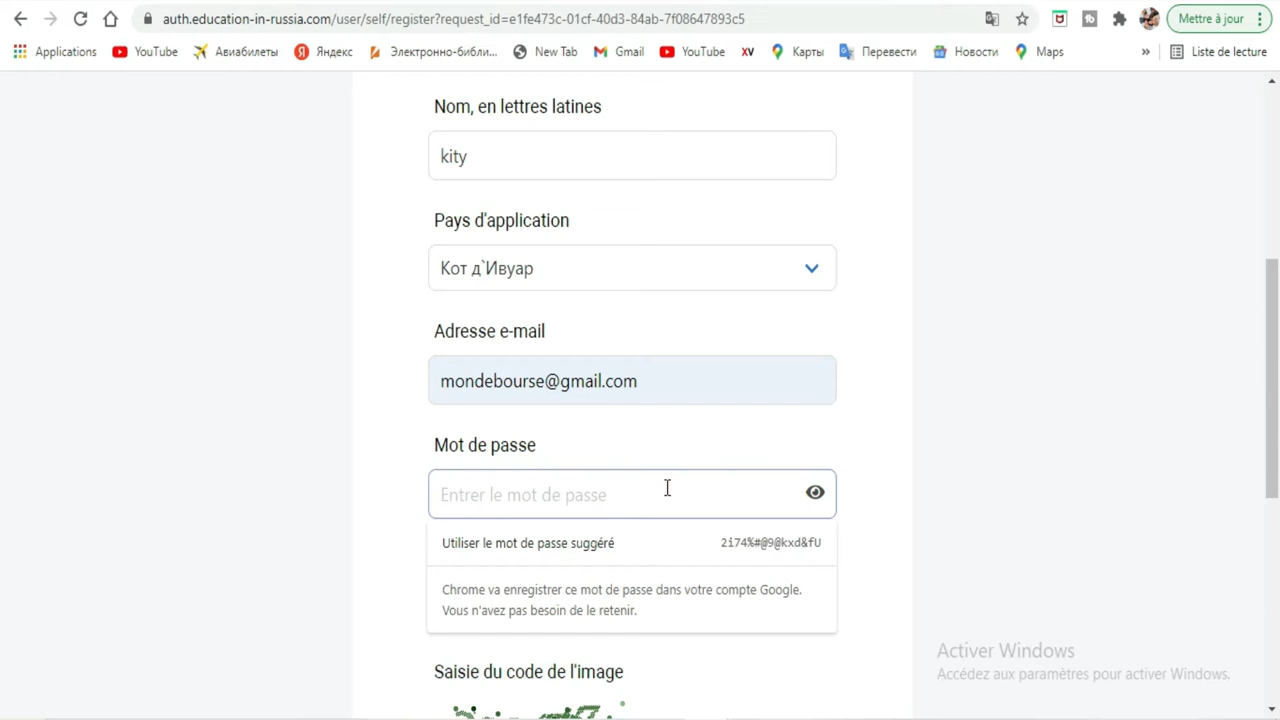 auth.education-in-russia.com/user/self/register?request_id=e1fe473c-01cf-40d3-84ab-7f08647893c5
Mettre à jour
Applications YouTube Авиабилеты Яндекс Электронно-библи... New Tab Gmail YouTube XV Карты Перевести Новости Maps » Liste de lecture
Nom, en lettres latines
kity
Pays d'application
Кот д`Ивуар
Adresse e-mail
mondebourse@gmail.com
Mot de passe
Entrer le mot de passe
Utiliser le mot de passe suggéré 2i74%#@9@kxd&fU
Chrome va enregistrer ce mot de passe dans votre compte Google.
Vous n'avez pas besoin de le retenir.
Activer Windows
Accédez aux paramètres pour activer Windows.
Saisie du code de l'image